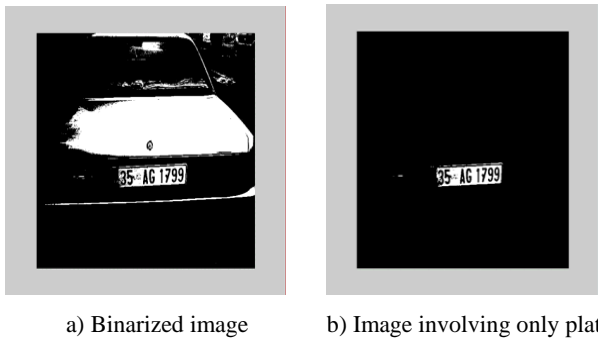 35 AG 1799
35 AG 1799
a) Binarized image
b) Image involving only plat